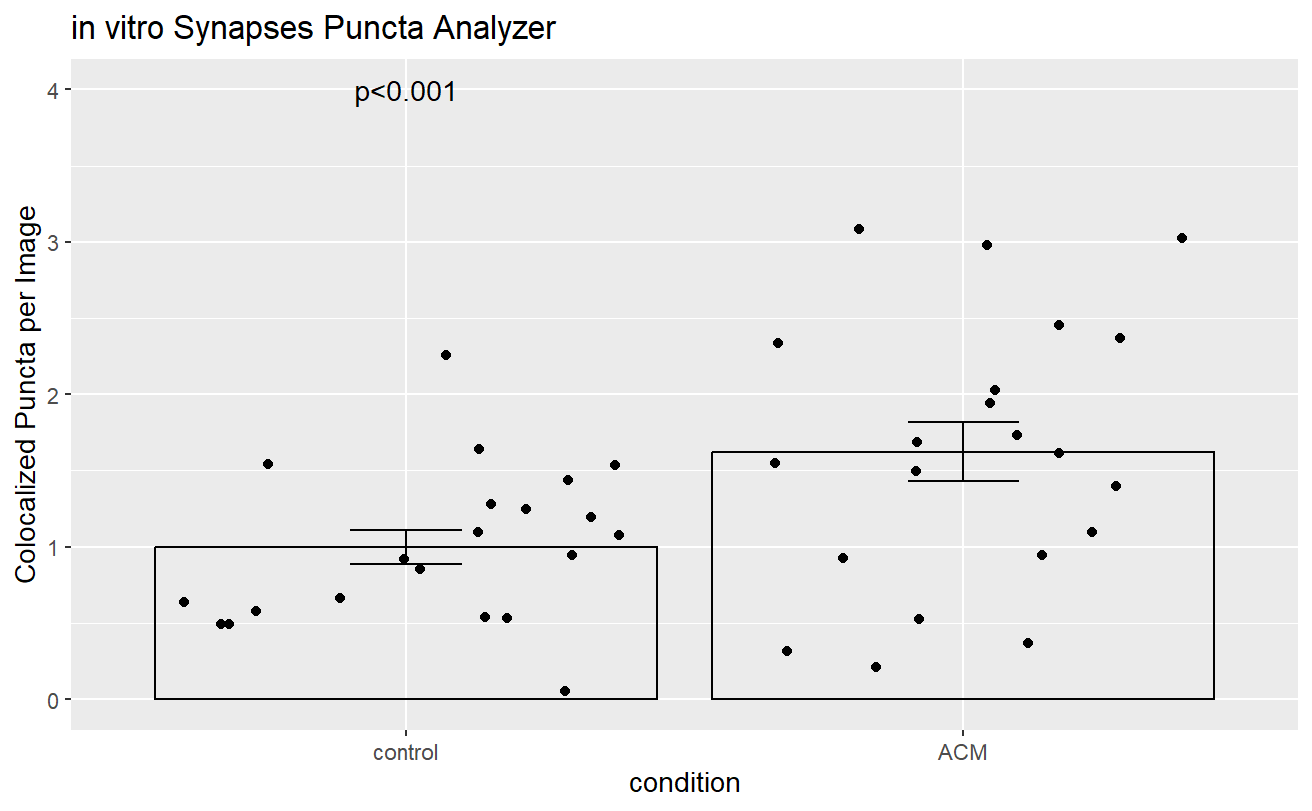 in vitro Synapses Puncta Analyzer
p<0.001
4
3
2
1
0
Colocalized Puncta per Image
control
ACM
condition